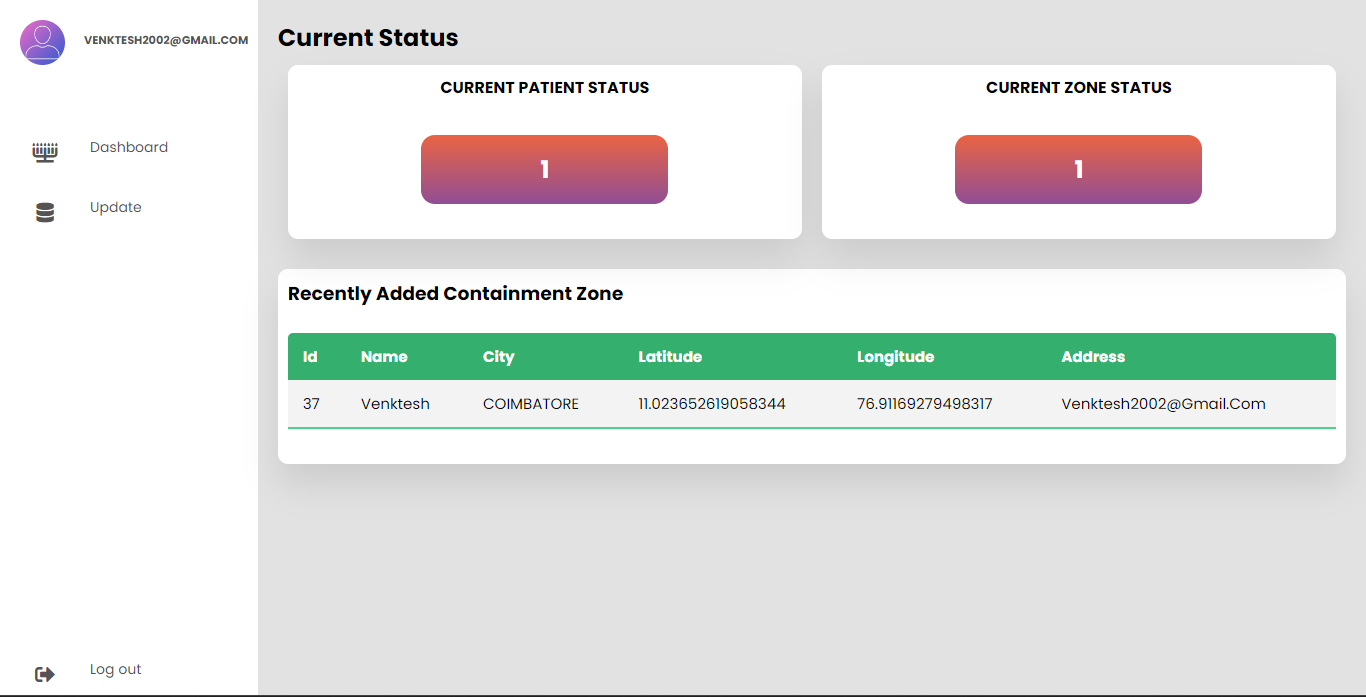 VENKTESH2002@GMAIL.COM
Dashboard
Update
Log out
Current Status
CURRENT PATIENT STATUS
1
CURRENT ZONE STATUS
1
Recently Added Containment Zone
Id Name City Latitude Longitude Address
37 Venktesh COIMBATORE 11.023652619058344 76.91169279498317 Venktesh2002@Gmail.Com